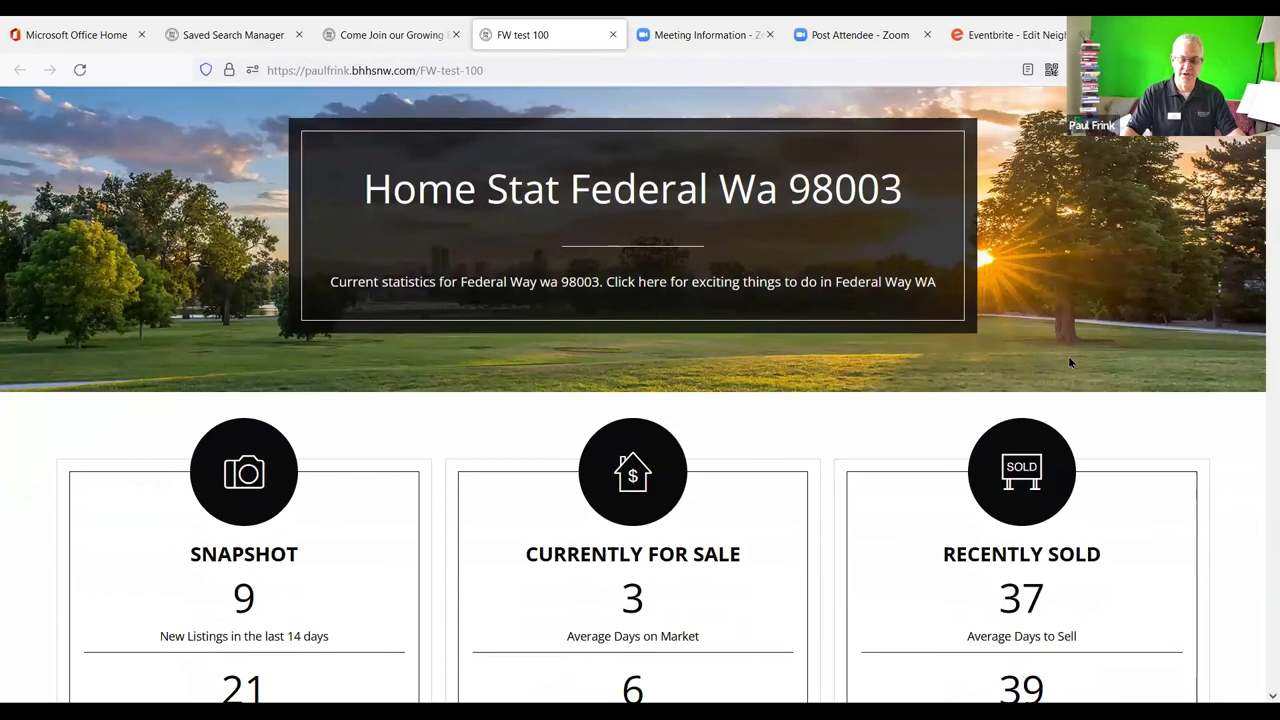 Microsoft Office Home
Saved Search Manager
Come Join our Growing
FW test 100
Meeting Information - Z
Post Attendee - Zoom
Eventbrite - Edit Neigh
https://paulfrink.bhhsnw.com/FW-test-100
Paul Frink
Home Stat Federal Wa 98003
Current statistics for Federal Way wa 98003. Click here for exciting things to do in Federal Way WA
SOLD
SNAPSHOT
CURRENTLY FOR SALE
RECENTLY SOLD
9
3
37
New Listings in the last 14 days
Average Days on Market
Average Days to Sell
21
6
39